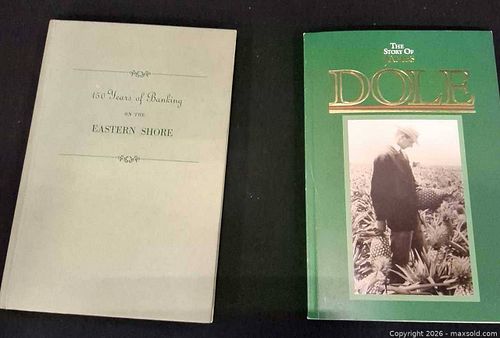 150 Years of Banking
ON THE
EASTERN SHORE
THE
STORY OF
JAMES
DOLE
Copyright 2026 - maxsold.com